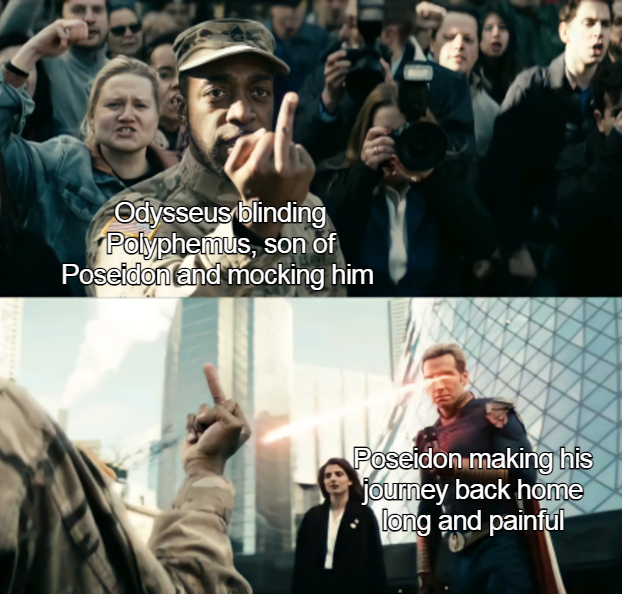 Odysseus blinding
Polyphemus, son of
Poseidon and mocking him
Poseidon making his
journey back home
long and painful